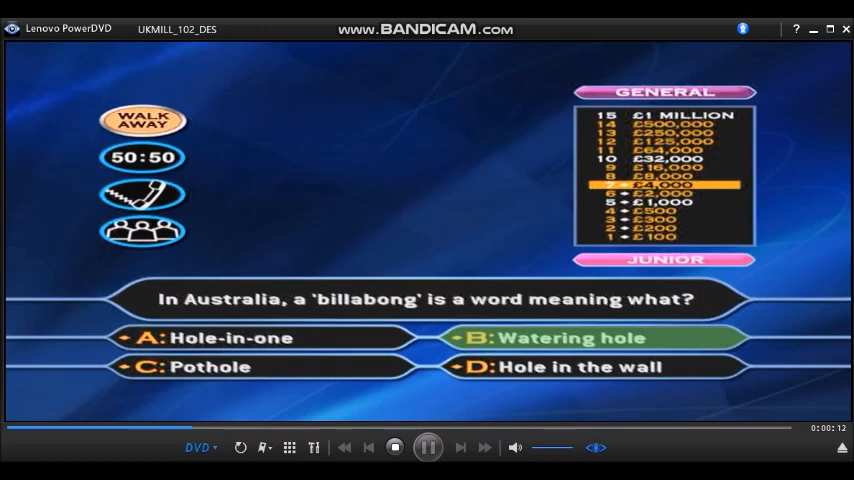 Lenovo PowerDVD
UKMILL_102_DES
www.BANDICAM.com
?
GENERAL
WALK AWAY
50:50
15 £1 MILLION
14 £500,000
13 £250,000
12 £125,000
11 £64,000
10 £32,000
9 £16,000
8 £8,000
7 £4,000
6 £2,000
5 £1,000
4 £500
3 £300
2 £200
1 £100
JUNIOR
In Australia, a 'billabong' is a word meaning what?
A: Hole-in-one
B: Watering hole
C: Pothole
D: Hole in the wall
0:00:12
DVD